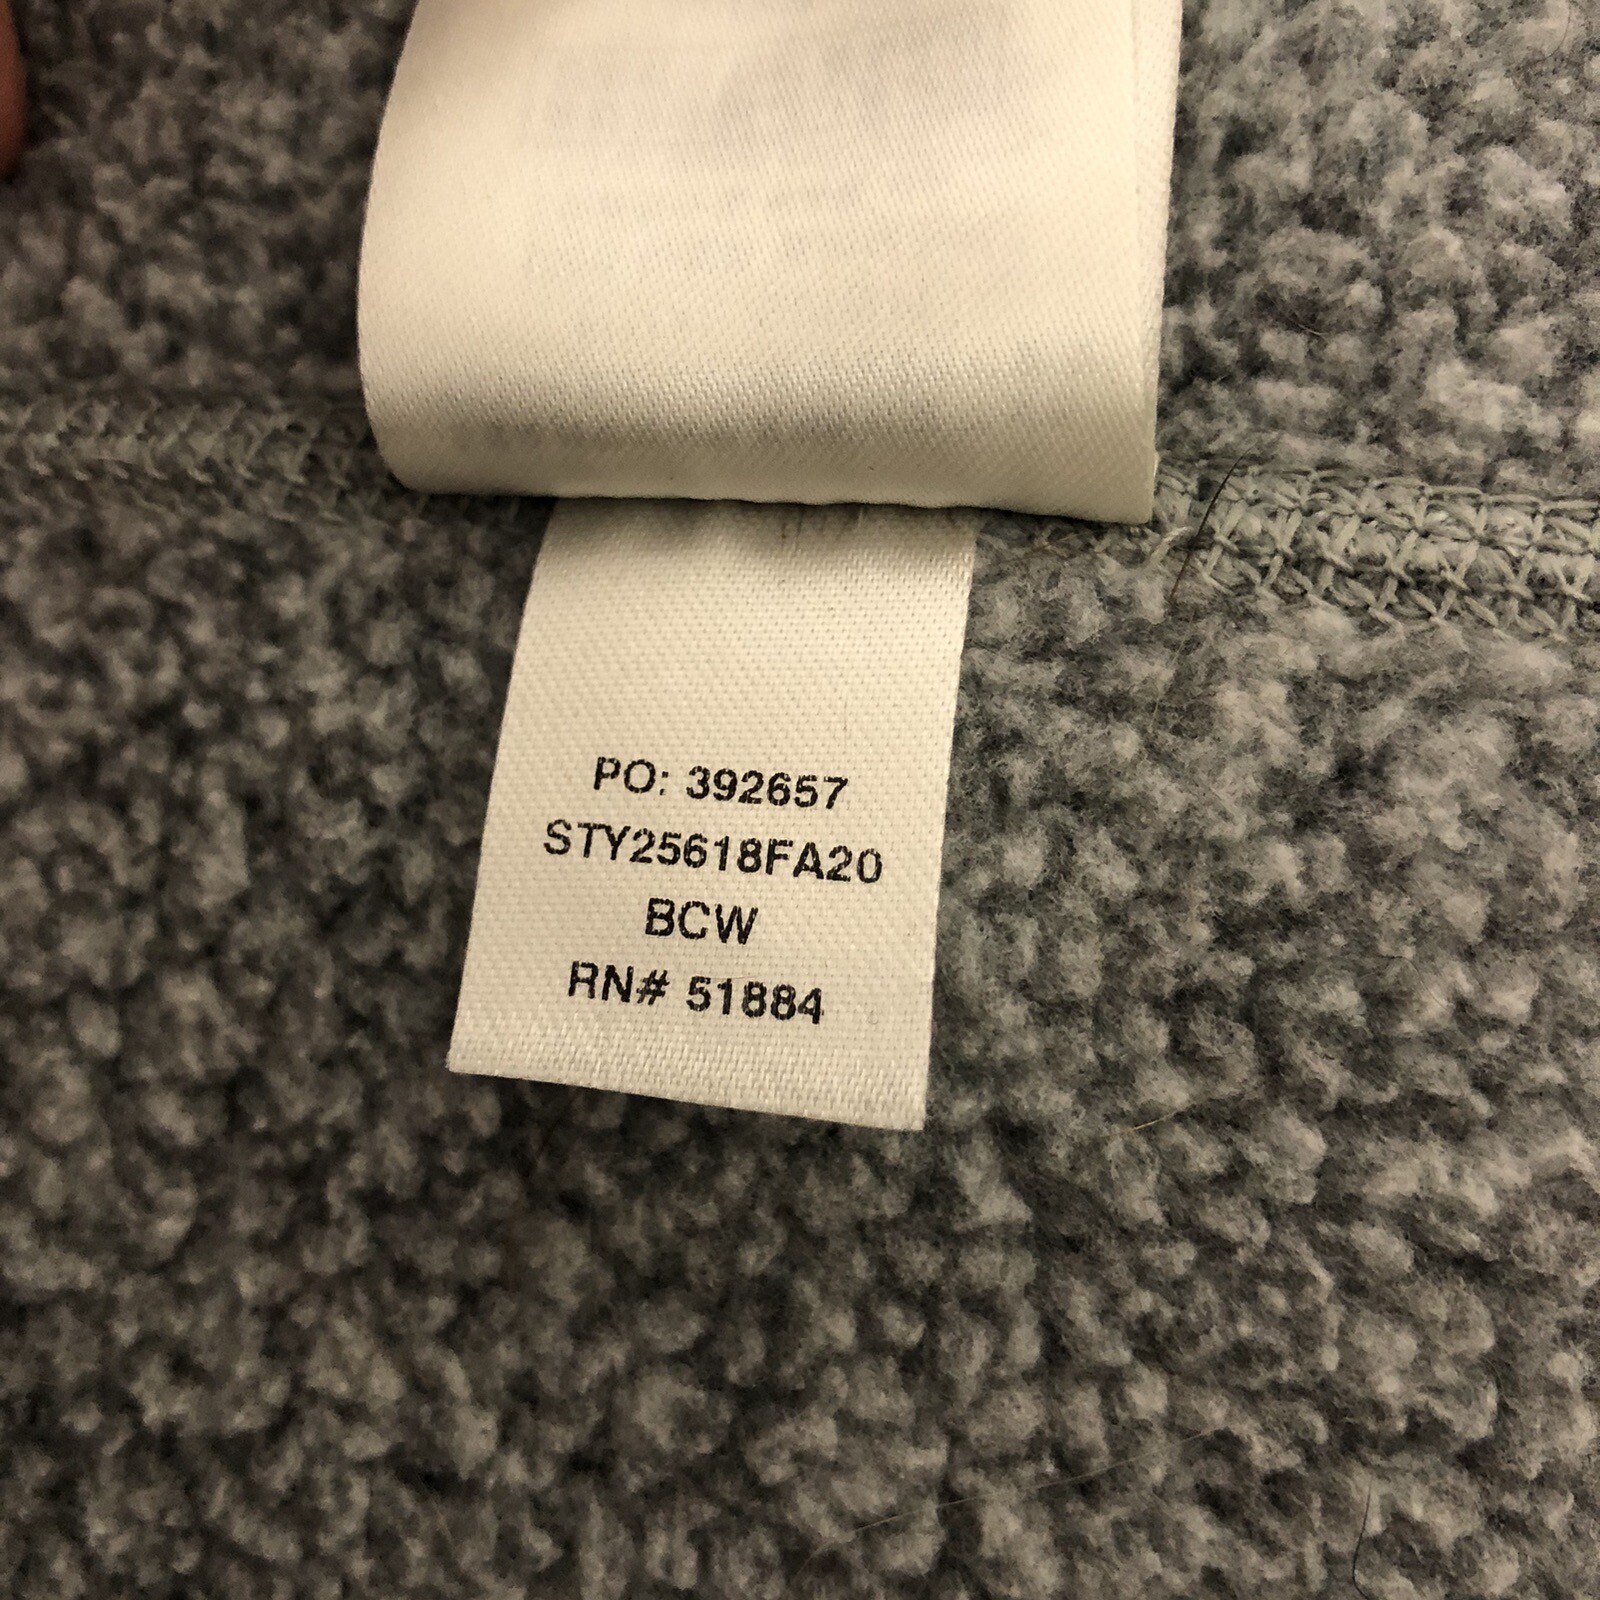 PO: 392657
STY25618FA20
BCW
RN# 51884